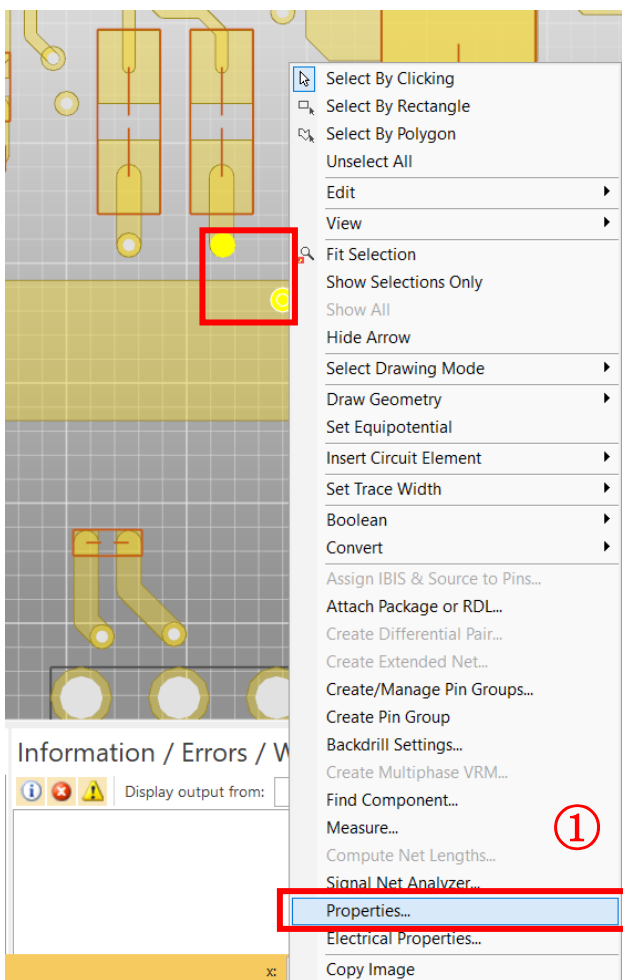 Select By Clicking
Select By Rectangle
Select By Polygon
Unselect All
Edit
View
Fit Selection
Show Selections Only
Show All
Hide Arrow
Select Drawing Mode
Draw Geometry
Set Equipotential
Insert Circuit Element
Set Trace Width
Boolean
Convert
Assign IBIS & Source to Pins...
Attach Package or RDL...
Create Differential Pair...
Create Extended Net...
Create/Manage Pin Groups...
Create Pin Group
Backdrill Settings...
Create Multiphase VRM...
Find Component...
Measure...
①
Compute Net Lengths...
Signal Net Analyzer...
Properties...
Electrical Properties...
Copy Image
Information / Errors / W
Display output from:
x: